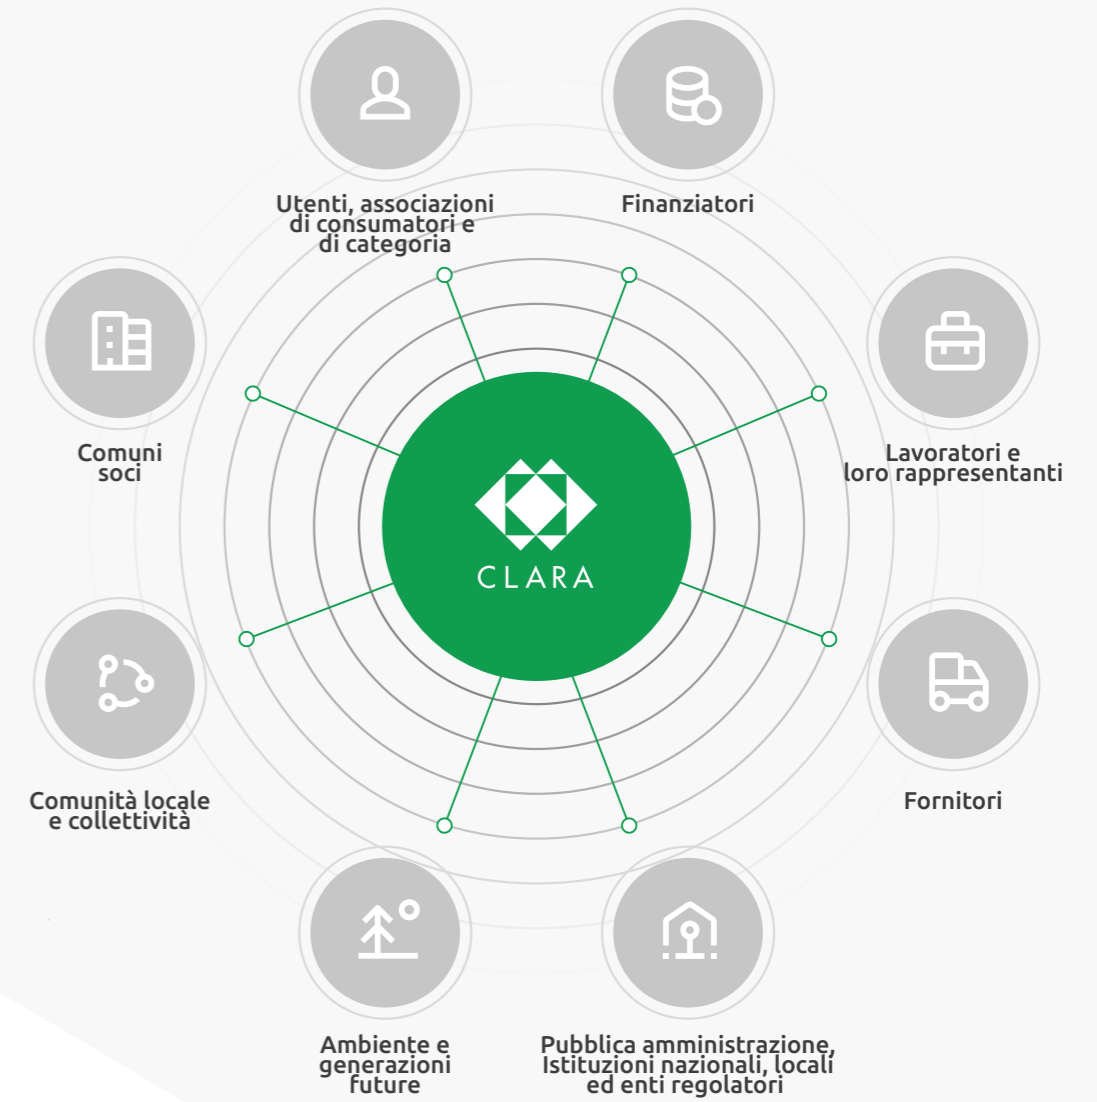 Utenti, associazioni
di consumatori e
di categoria
Finanziatori
Comuni
soci
Lavoratori e
loro rappresentanti
CLARA
Comunità locale
e collettività
Fornitori
Ambiente e
generazioni
future
Pubblica amministrazione,
Istituzioni nazionali, locali
ed enti regolatori